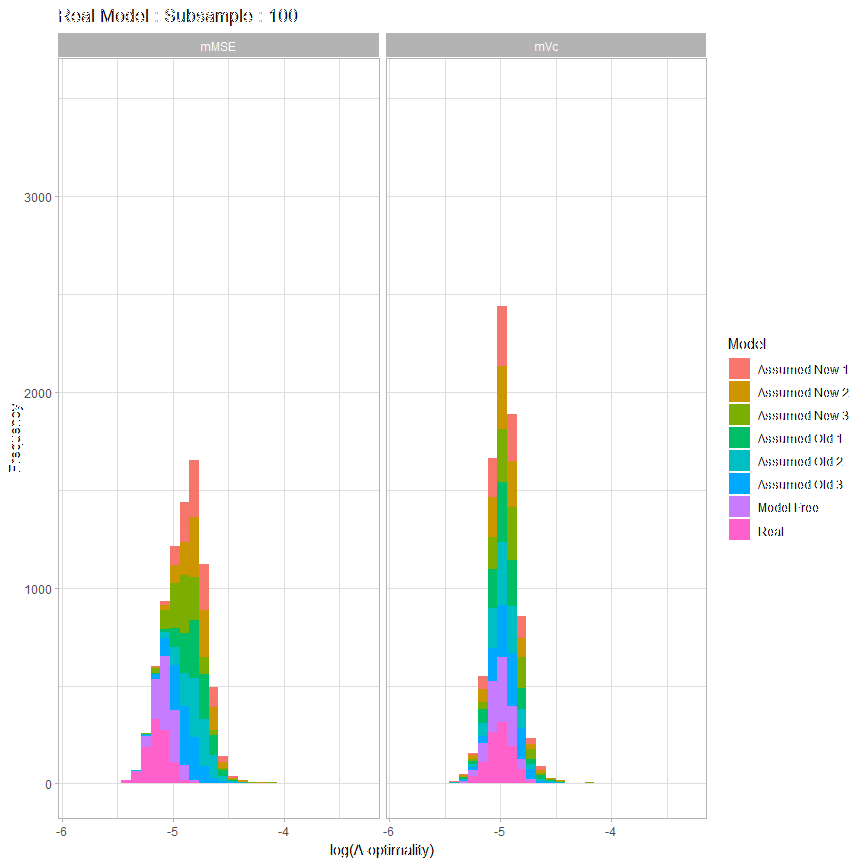 Real Model : Subsample : 100
mMSE
mVc
3000
2000
1000
0
Frequency
-6
-5
-4
-6
-5
-4
log(A-optimality)
Model
Assumed New 1
Assumed New 2
Assumed New 3
Assumed Old 1
Assumed Old 2
Assumed Old 3
Model Free
Real